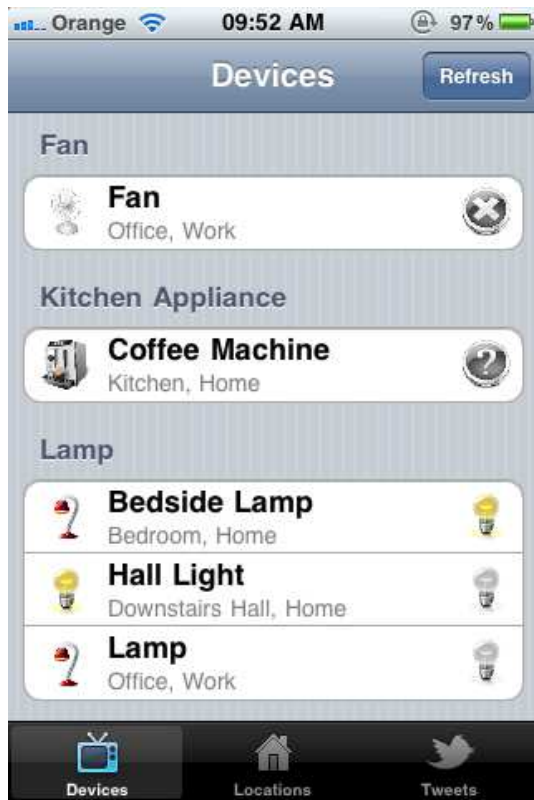 Orange 09:52 AM 97%
Devices Refresh
Fan
Fan
Office, Work
Kitchen Appliance
Coffee Machine
Kitchen, Home
?
Lamp
Bedside Lamp
Bedroom, Home
Hall Light
Downstairs Hall, Home
Lamp
Office, Work
Devices Locations Tweets